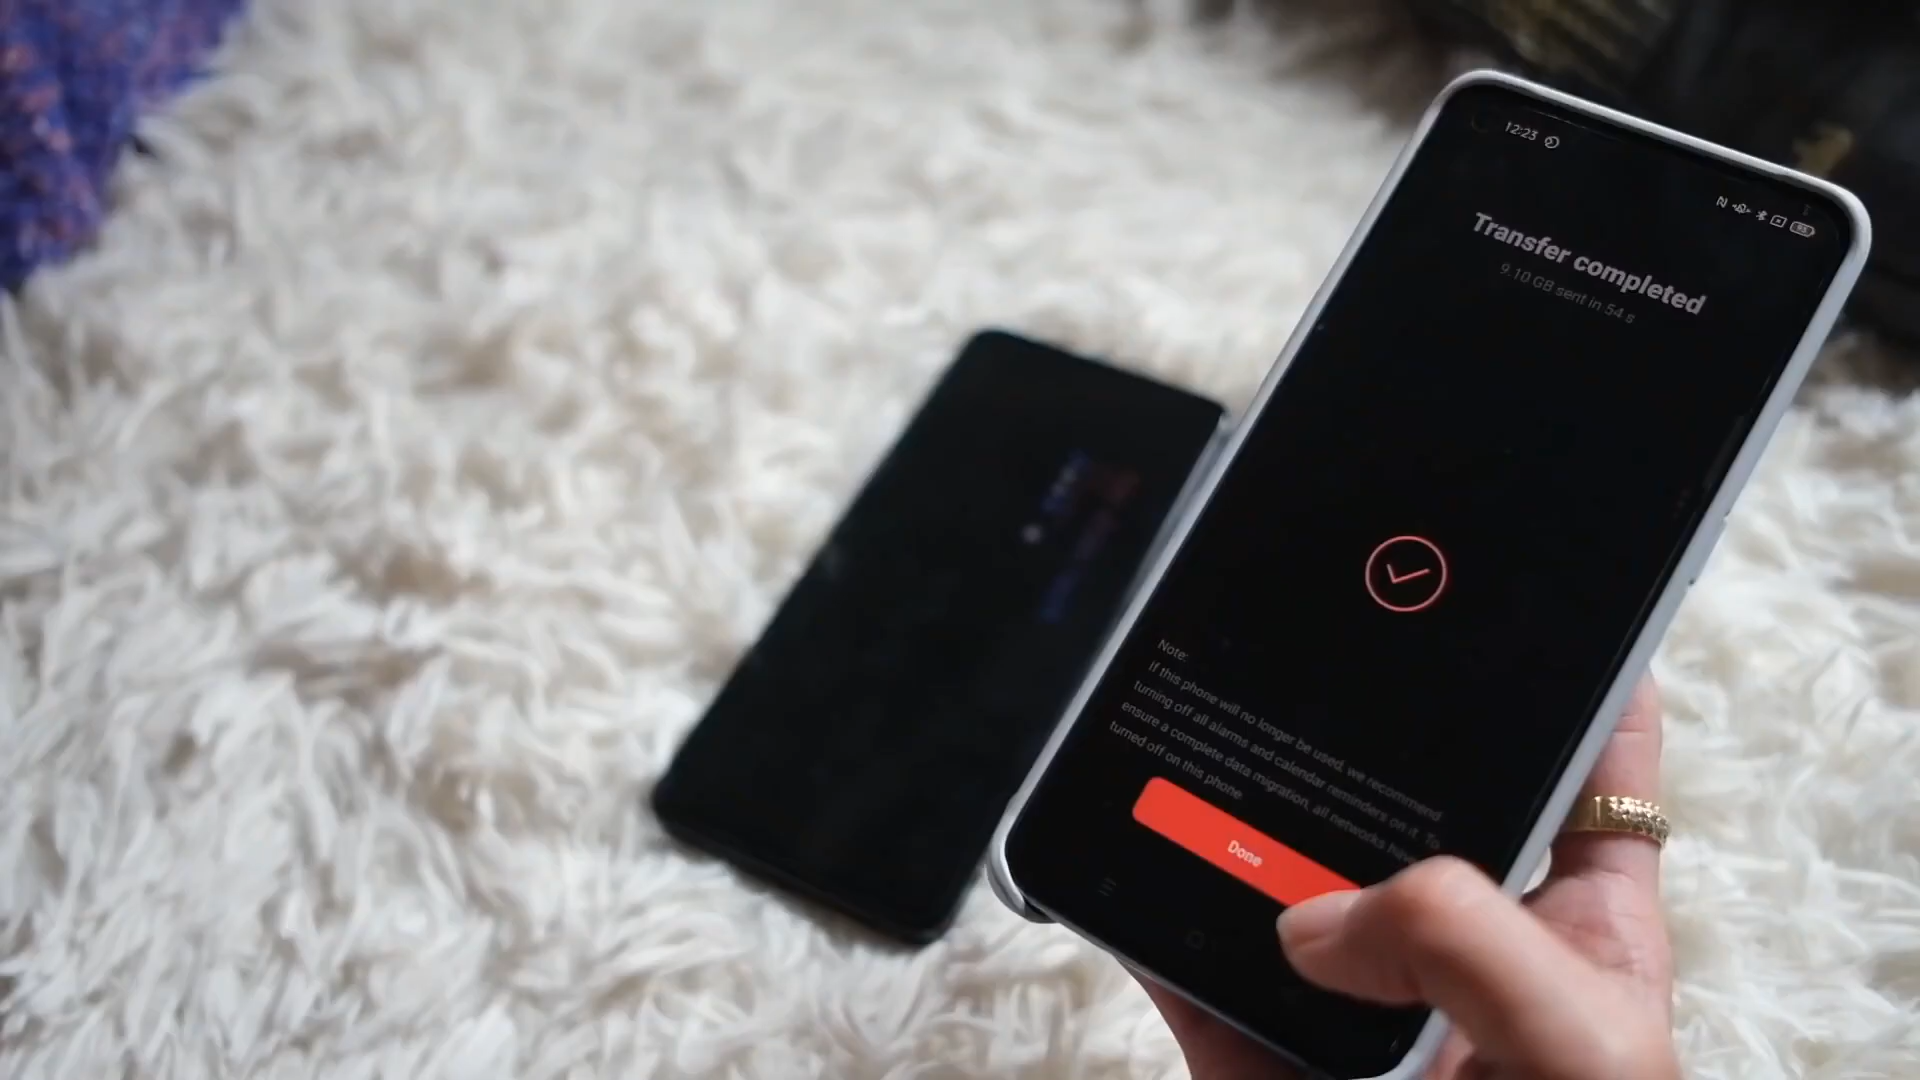 12:23
93
Transfer completed
9.10 GB sent in 54 s
Note:
If this phone will no longer be used, we recommend
turning off all alarms and calendar reminders on it. To
ensure a complete data migration, all networks have
turned off on this phone
Done